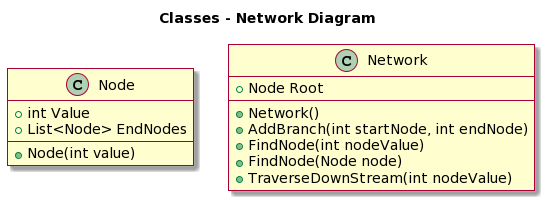 Classes - Network Diagram
C Node
int Value
List<Node> EndNodes
Node(int value)
C Network
Node Root
Network()
AddBranch(int startNode, int endNode)
FindNode(int nodeValue)
FindNode(Node node)
TraverseDownStream(int nodeValue)